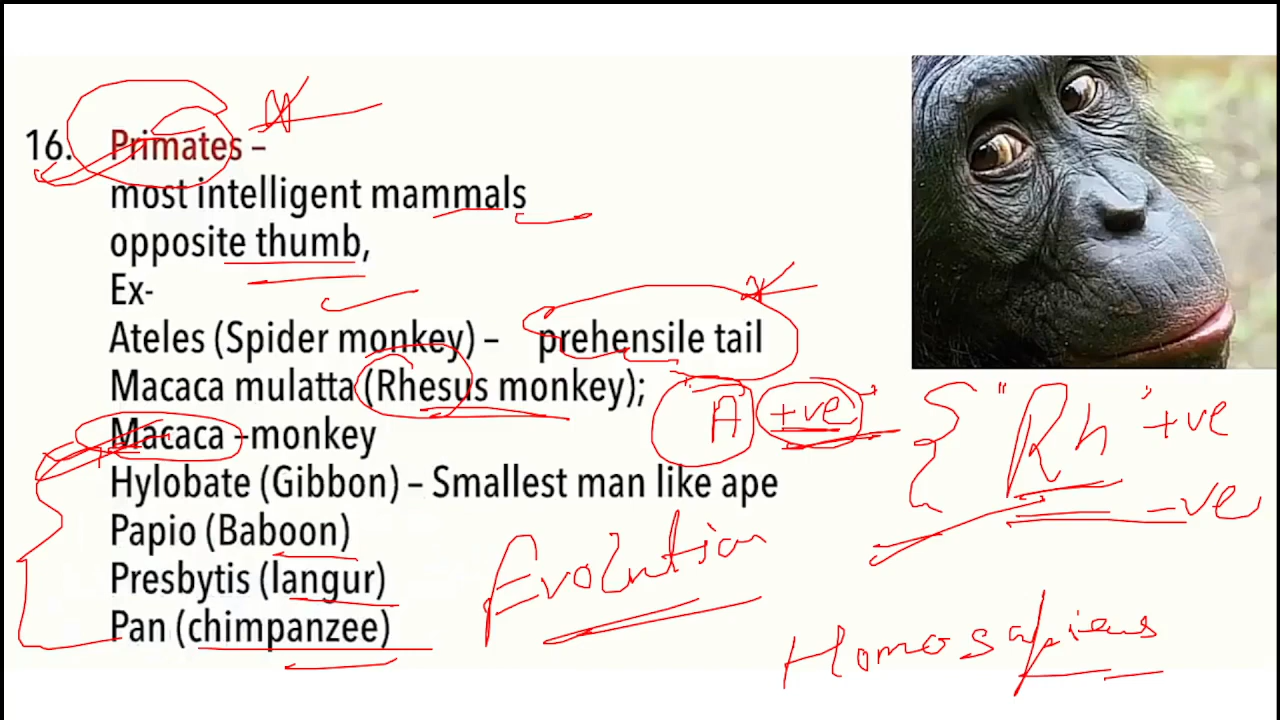 16. Primates –
most intelligent mammals
opposite thumb,
Ex-
Ateles (Spider monkey) – prehensile tail
Macaca mulatta (Rhesus monkey);
A +ve
"Rh" +ve
-ve
Macaca -monkey
Hylobate (Gibbon) – Smallest man like ape
Papio (Baboon)
Presbytis (langur)
Pan (chimpanzee)
Evolution
Homosapiens